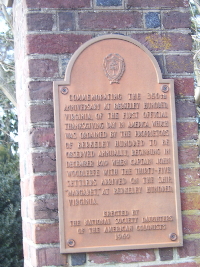 COMMEMORATING THE 350TH
ANNIVERSARY AT BERKELEY HUNDRED
VIRGINIA OF THE FIRST OFFICIAL
THANKSGIVING DAY IN AMERICA WHICH
WAS ORDAINED BY THE PROPRIETORS
OF BERKELEY HUNDRED TO BE
OBSERVED ANNUALLY, BEGINNING IN
DECEMBER 1619 WHEN CAPTAIN JOHN
WOODLEFFE WITH THE THIRTY-FIVE
SETTLERS ARRIVED ON THE SHIP
"MARGARET" AT BERKELEY HUNDRED,
VIRGINIA.
ERECTED BY
THE NATIONAL SOCIETY DAUGHTERS
OF THE AMERICAN COLONISTS
1969